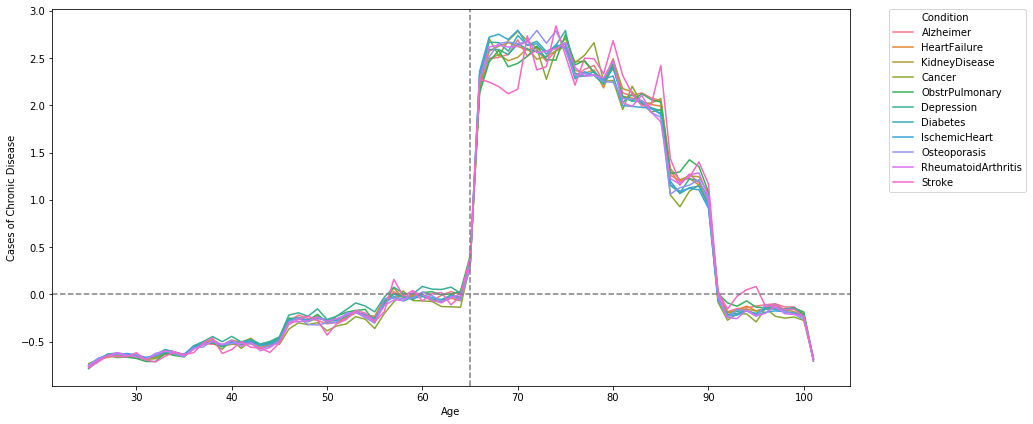 Cases of Chronic Disease
3.0
2.5
2.0
1.5
1.0
0.5
0.0
−0.5
30 40 50 60 70 80 90 100
Age
Condition
Alzheimer
HeartFailure
KidneyDisease
Cancer
ObstrPulmonary
Depression
Diabetes
IschemicHeart
Osteoporasis
RheumatoidArthritis
Stroke